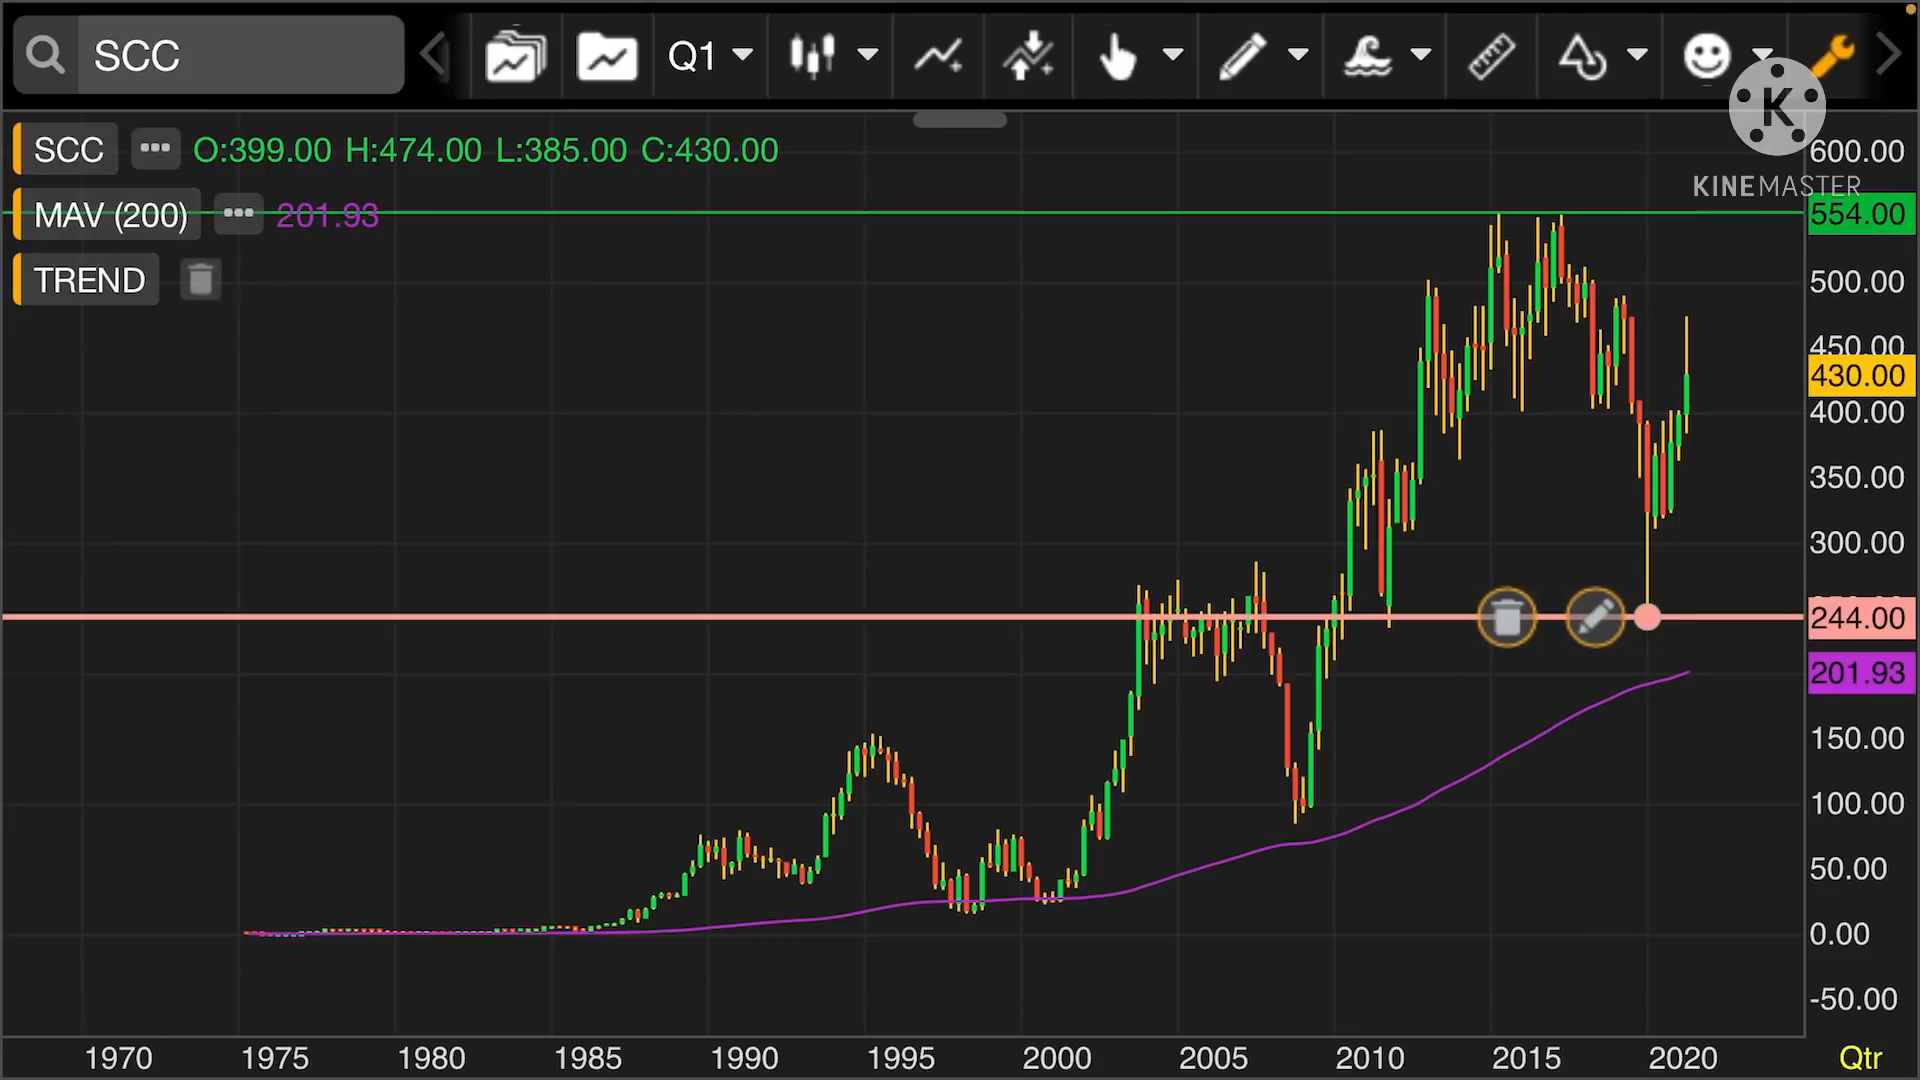 SCC
Q1
K
KINEMASTER
SCC ••• O:399.00 H:474.00 L:385.00 C:430.00
MAV (200) ••• 201.93
TREND
600.00
554.00
500.00
450.00
430.00
400.00
350.00
300.00
244.00
201.93
150.00
100.00
50.00
0.00
-50.00
1970 1975 1980 1985 1990 1995 2000 2005 2010 2015 2020 Qtr